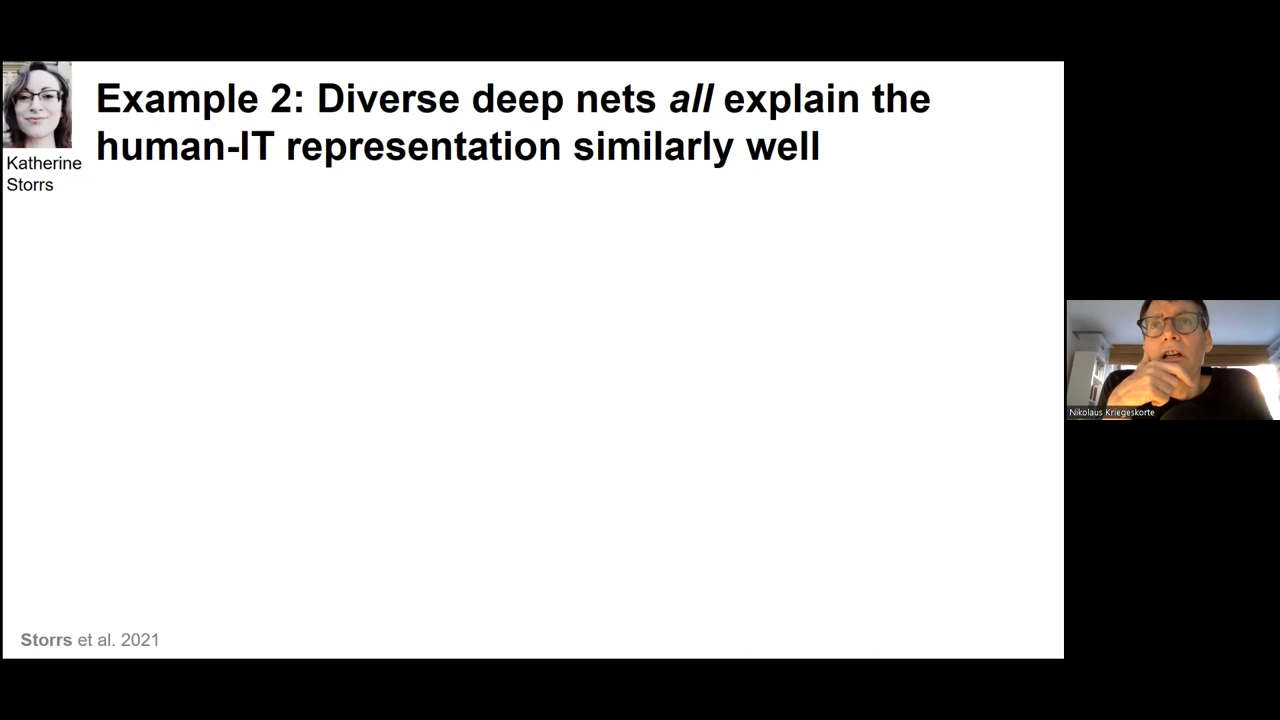 Example 2: Diverse deep nets all explain the
human-IT representation similarly well
Katherine
Storrs
Nikolaus Kriegeskorte
Storrs et al. 2021